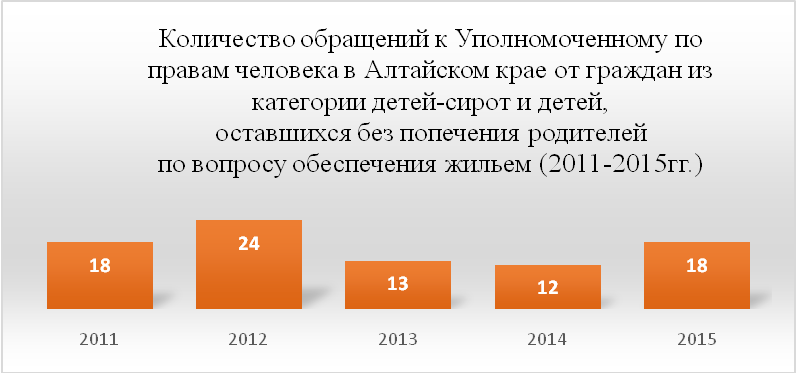 Количество обращений к Уполномоченному по
правам человека в Алтайском крае от граждан из
категории детей-сирот и детей,
оставшихся без попечения родителей
по вопросу обеспечения жильем (2011-2015гг.)
18
24
13
12
18
2011
2012
2013
2014
2015